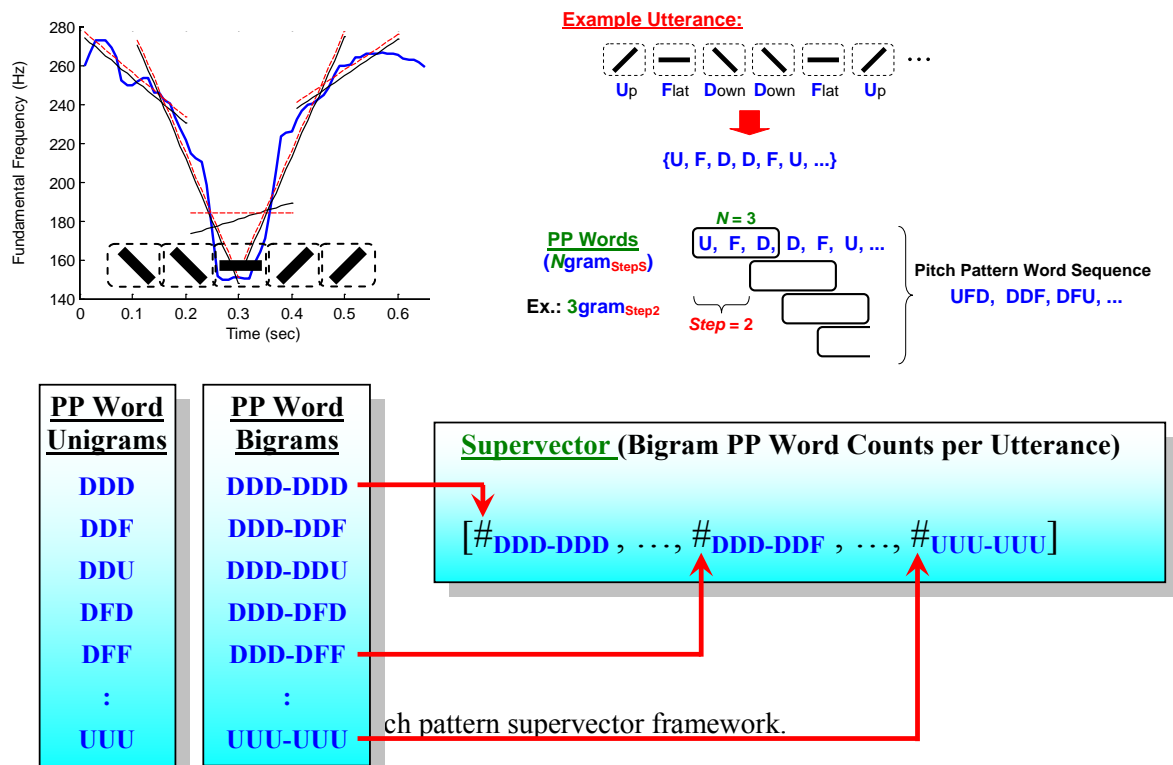 280
260
240
220
200
180
160
140
Fundamental Frequency (Hz)
0 0.1 0.2 0.3 0.4 0.5 0.6
Time (sec)
Example Utterance:
Up Flat Down Down Flat Up ...
{U, F, D, D, F, U, ...}
N = 3
PP Words
(NgramStepS)
U, F, D, D, F, U, ...
Ex.: 3gramStep2
Step = 2
Pitch Pattern Word Sequence
UFD, DDF, DFU, ...
PP Word
Unigrams
DDD
DDF
DDU
DFD
DFF
:
UUU
PP Word
Bigrams
DDD-DDD
DDD-DDF
DDD-DDU
DDD-DFD
DDD-DFF
:
UUU-UUU
Supervector (Bigram PP Word Counts per Utterance)
[#DDD-DDD , …, #DDD-DDF , …, #UUU-UUU]
ch pattern supervector framework.